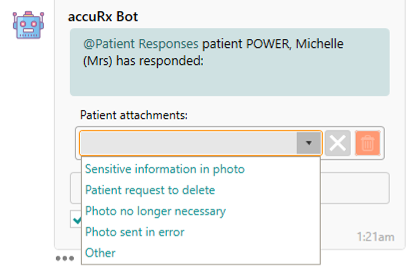 accuRx Bot
@Patient Responses patient POWER, Michelle
(Mrs) has responded:
Patient attachments:
Sensitive information in photo
Patient request to delete
Photo no longer necessary
Photo sent in error
Other
1:21am